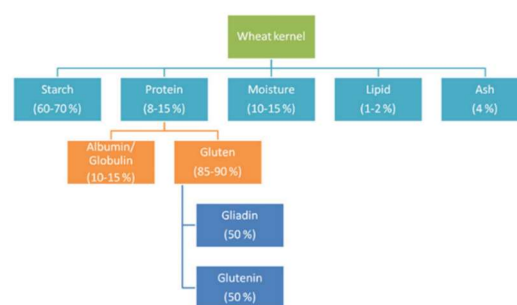 Wheat kernel
Starch
(60-70 %)
Protein
(8-15 %)
Moisture
(10-15 %)
Lipid
(1-2 %)
Ash
(4 %)
Albumin/
Globulin
(10-15 %)
Gluten
(85-90 %)
Gliadin
(50 %)
Glutenin
(50 %)